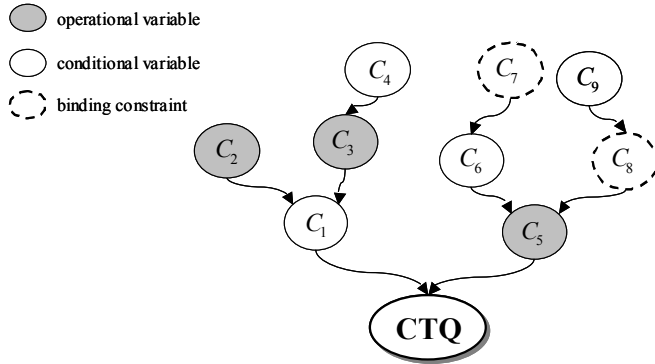 operational variable
conditional variable
binding constraint
C4
C7
C9
C2
C3
C6
C8
C1
C5
CTQ